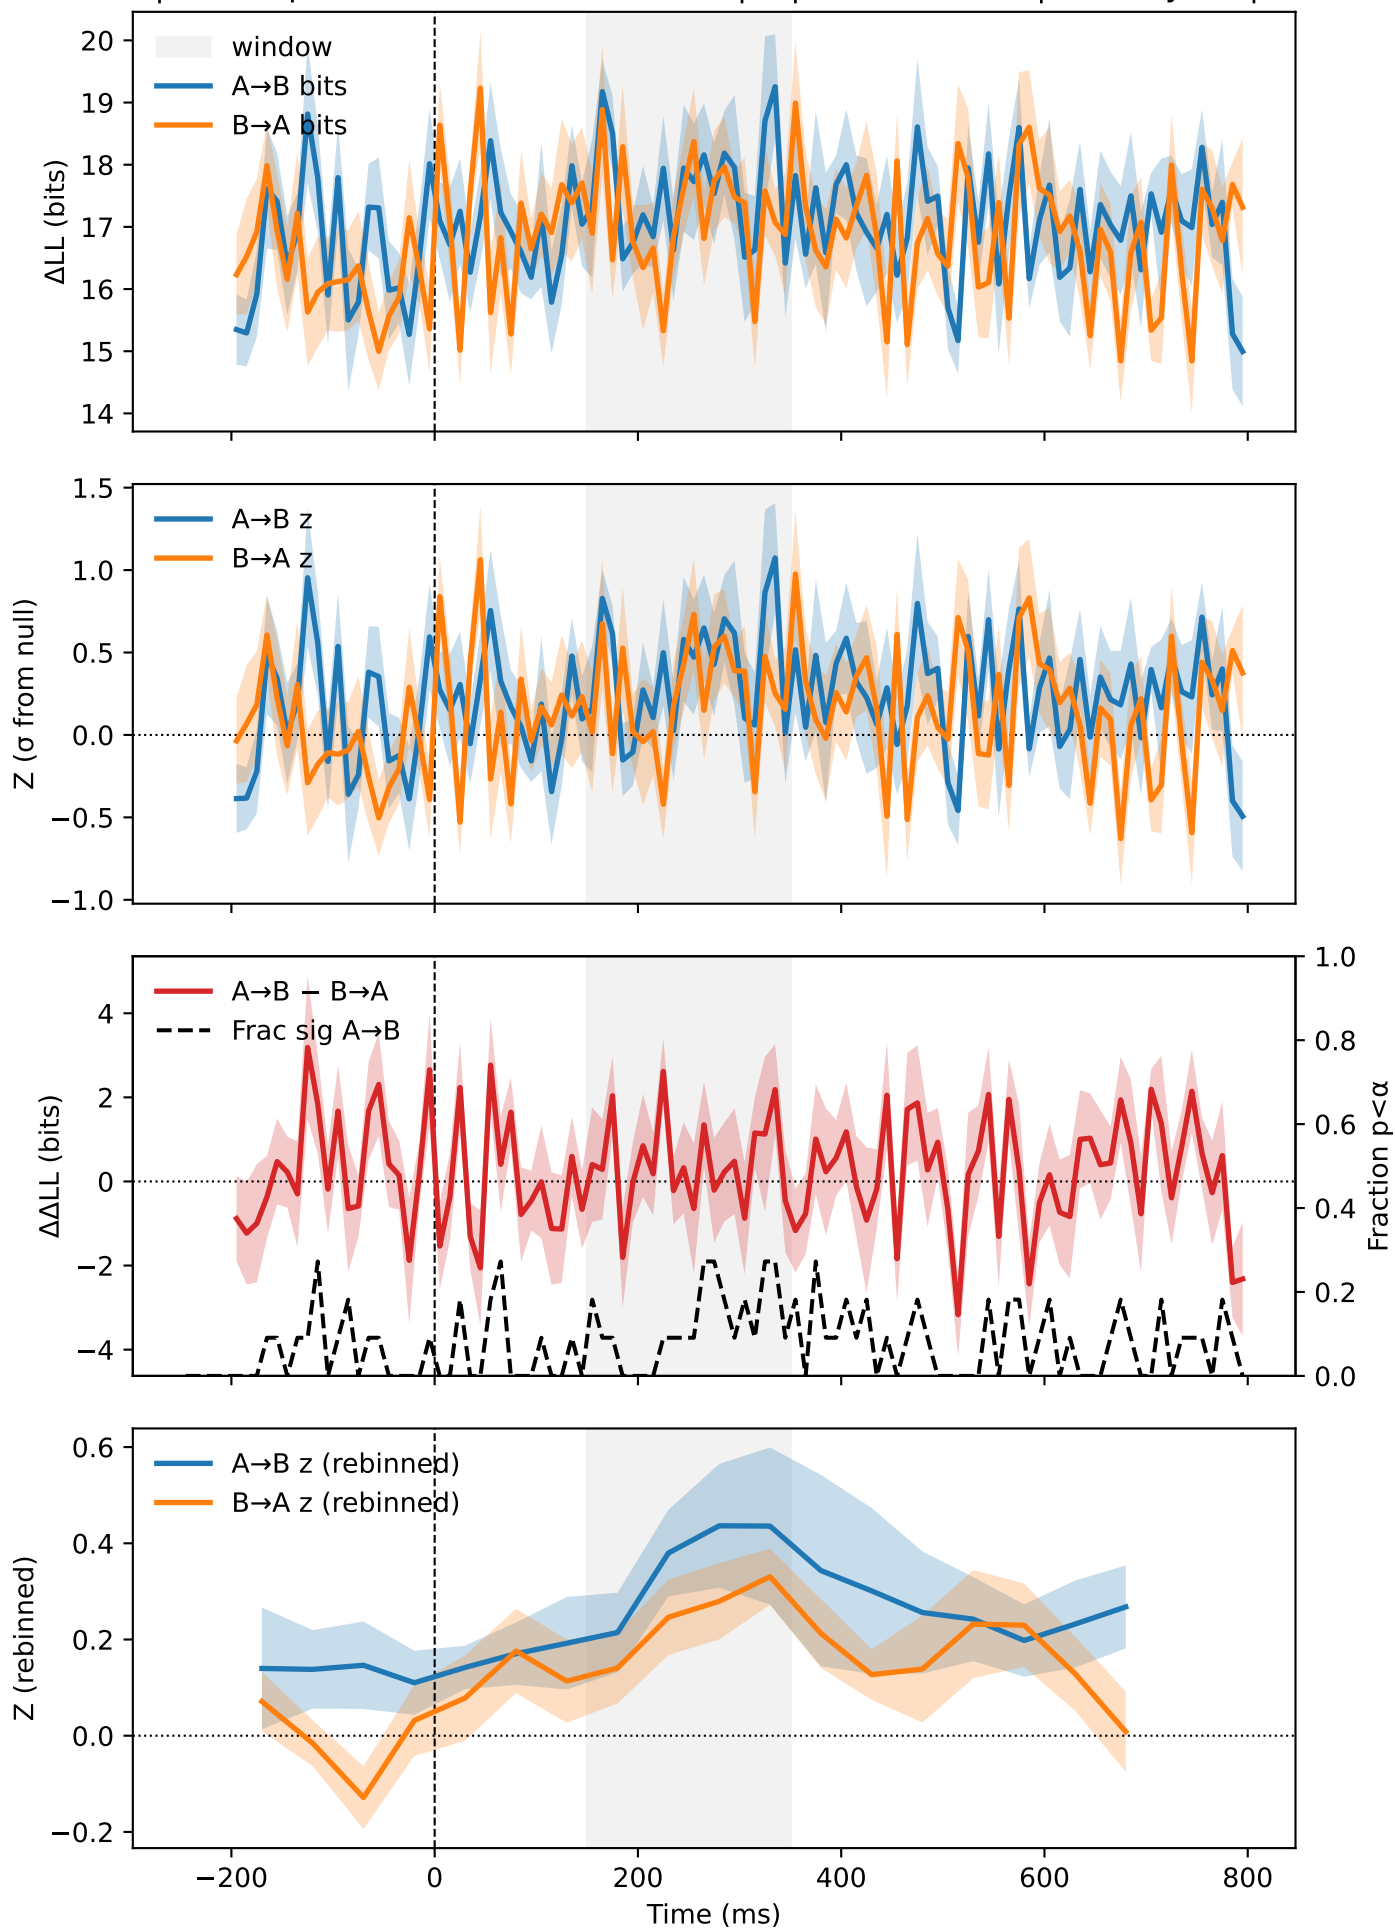 20
19
18
17
16
15
14
ΔLL (bits)
window
A→B bits
B→A bits
1.5
1.0
0.5
0.0
−0.5
−1.0
Z (σ from null)
A→B z
B→A z
4
2
0
−2
−4
ΔΔLL (bits)
A→B − B→A
Frac sig A→B
1.0
0.8
0.6
0.4
0.2
0.0
Fraction p<α
0.6
0.4
0.2
0.0
−0.2
Z (rebinned)
A→B z (rebinned)
B→A z (rebinned)
−200
0
200
400
600
800
Time (ms)